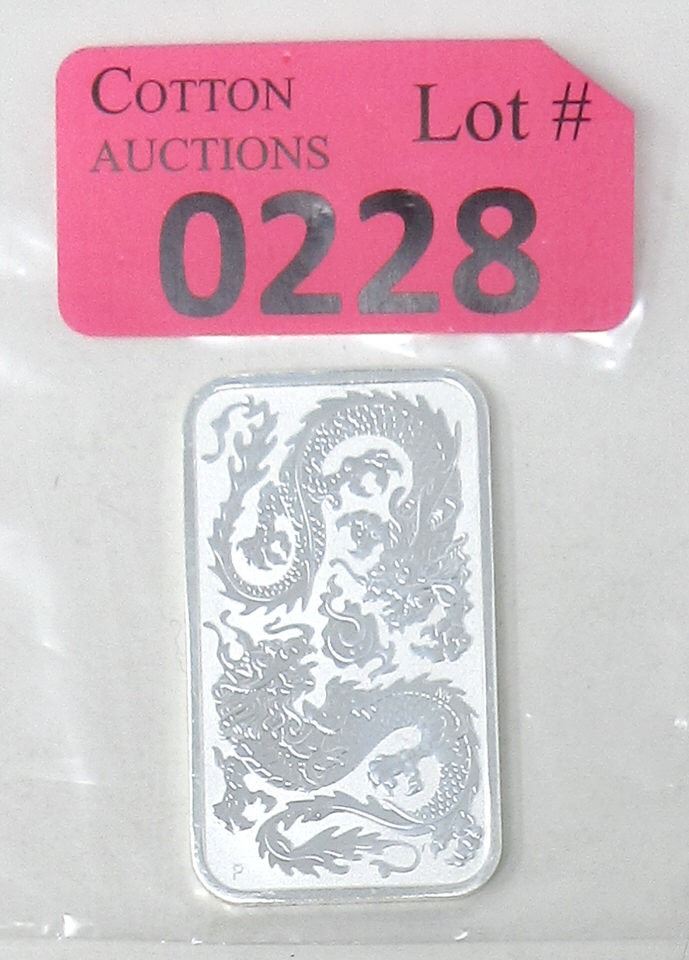 COTTON
AUCTIONS
Lot #
0228
P